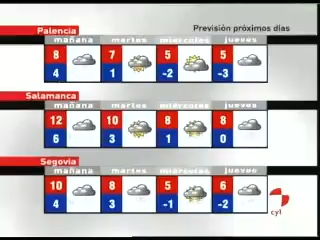 Previsión próximos días
Palencia
mañana martes miércoles jueves
8 7 5 5
4 1 -2 -3
Salamanca
mañana martes miércoles jueves
12 10 8 8
6 3 1 0
Segovia
mañana martes miércoles jueves
10 8 5 6
4 3 -1 -2
cyl